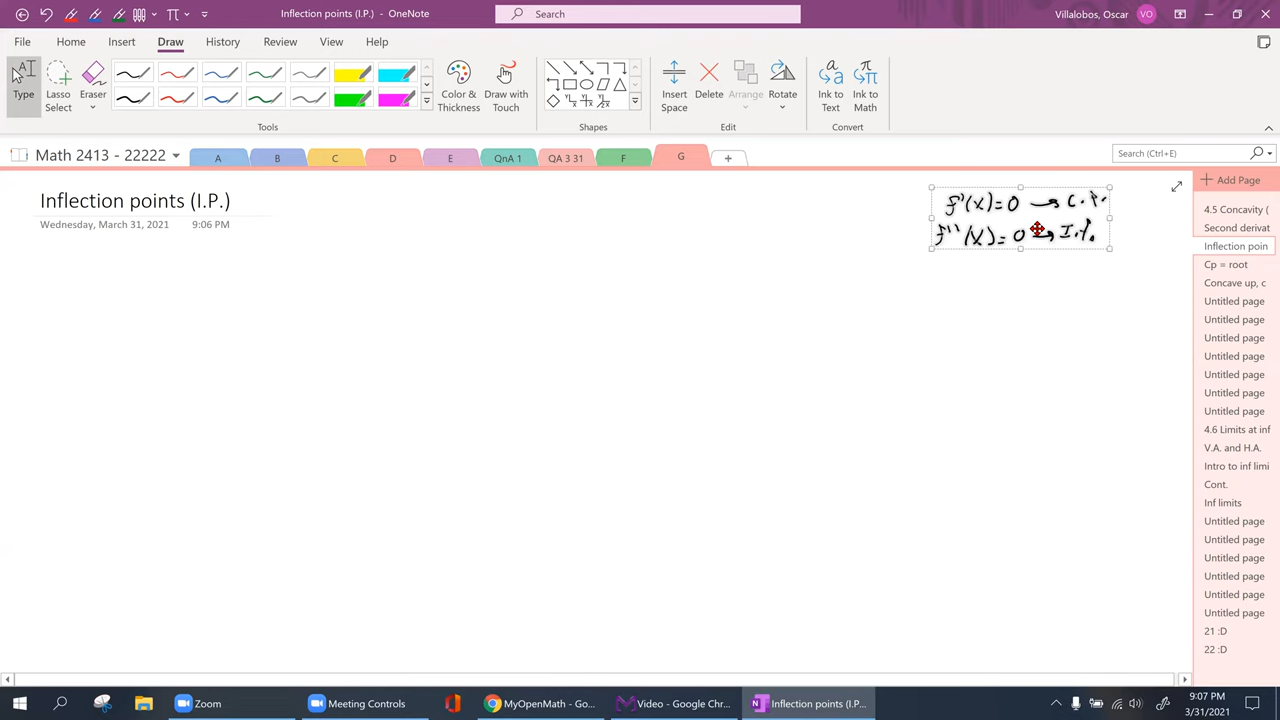 Inflection points (I.P.) - OneNote
Search
Villalobos, Oscar
VO
File
Home
Insert
Draw
History
Review
View
Help
Type
Lasso Select
Eraser
Color & Thickness
Draw with Touch
Insert Space
Delete
Arrange
Rotate
Ink to Text
Ink to Math
Tools
Shapes
Edit
Convert
Math 2413 - 22222
A
B
C
D
E
QnA 1
QA 3 31
F
G
Search (Ctrl+E)
Inflection points (I.P.)
Wednesday, March 31, 2021
9:06 PM
f'(x)=0 → C.P.
f''(x)=0 → I.P.
Add Page
4.5 Concavity (
Second derivat
Inflection poin
Cp = root
Concave up, c
Untitled page
Untitled page
Untitled page
Untitled page
Untitled page
Untitled page
Untitled page
4.6 Limits at inf
V.A. and H.A.
Intro to inf limi
Cont.
Inf limits
Untitled page
Untitled page
Untitled page
Untitled page
Untitled page
Untitled page
21 :D
22 :D
Zoom
Meeting Controls
MyOpenMath - Go...
Video - Google Chr...
Inflection points (I.P...
9:07 PM
3/31/2021